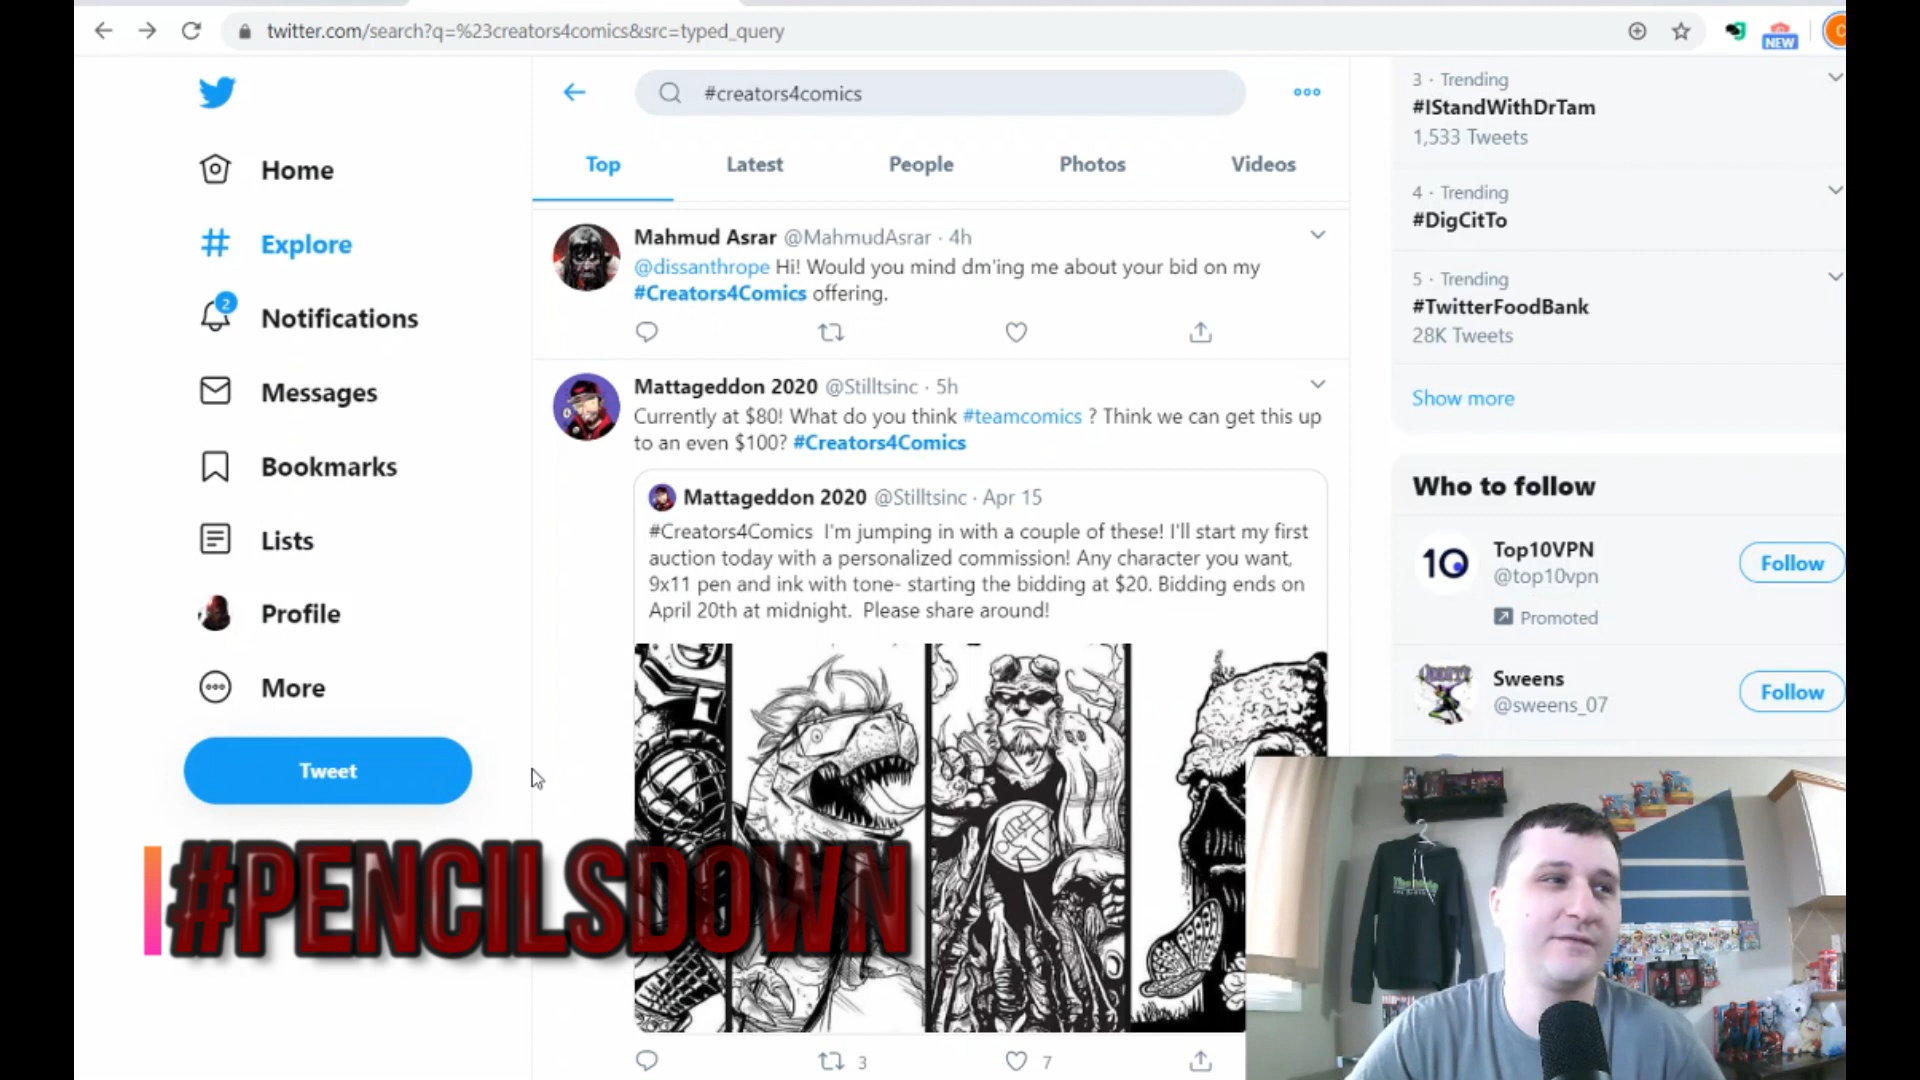 twitter.com/search?q=%23creators4comics&src=typed_query
NEW
C
#creators4comics
Home
Explore
2
Notifications
Messages
Bookmarks
Lists
Profile
More
Tweet
Top
Latest
People
Photos
Videos
Mahmud Asrar @MahmudAsrar · 4h
@dissanthrope Hi! Would you mind dm'ing me about your bid on my
#Creators4Comics offering.
Mattageddon 2020 @Stilltsinc · 5h
Currently at $80! What do you think #teamcomics ? Think we can get this up
to an even $100? #Creators4Comics
Mattageddon 2020 @Stilltsinc · Apr 15
#Creators4Comics I'm jumping in with a couple of these! I'll start my first
auction today with a personalized commission! Any character you want,
9x11 pen and ink with tone- starting the bidding at $20. Bidding ends on
April 20th at midnight. Please share around!
3
7
#PENCILSDOWN
3 · Trending
#IStandWithDrTam
1,533 Tweets
4 · Trending
#DigCitTo
5 · Trending
#TwitterFoodBank
28K Tweets
Show more
Who to follow
10
Top10VPN
@top10vpn
Follow
Promoted
Sweens
@sweens_07
Follow